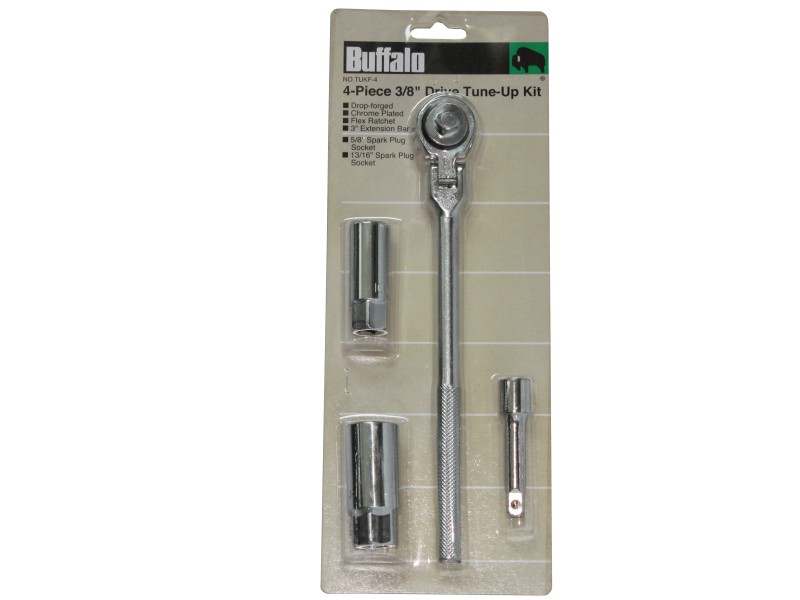 Buffalo
®
NO.TUKF-4
4-Piece 3/8" Drive Tune-Up Kit
■ Drop-forged
■ Chrome Plated
■ Flex Ratchet
■ 3" Extension Bar
■ 5/8' Spark Plug
Socket
■ 13/16" Spark Plug
Socket